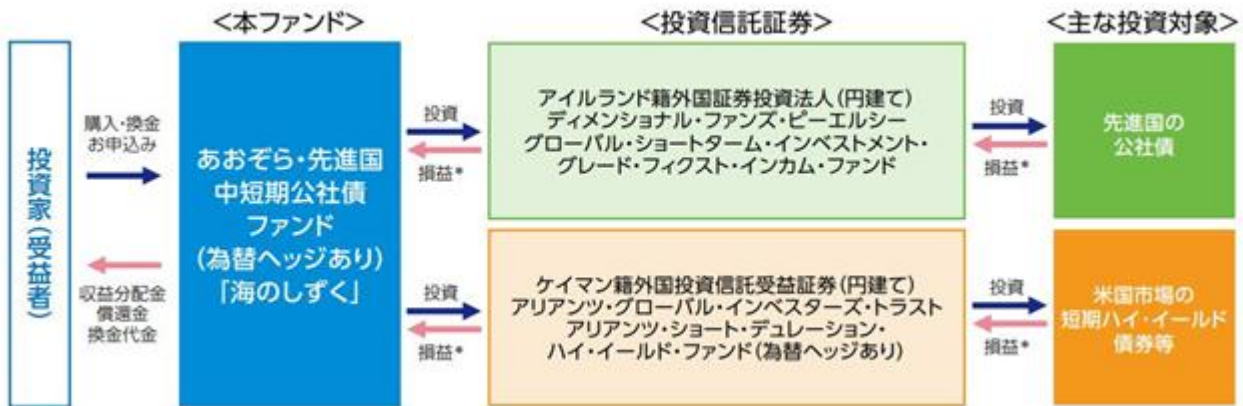 ＜本ファンド＞
＜投資信託証券＞
＜主な投資対象＞
投資家（受益者）
購入・換金
お申込み
収益分配金
償還金
換金代金
あおぞら・先進国
中短期公社債
ファンド
（為替ヘッジあり）
「海のしずく」
投資
損益*
アイルランド籍外国証券投資法人（円建て）
ディメンショナル・ファンズ・ピーエルシー
グローバル・ショートターム・インベストメント・
グレード・フィクスト・インカム・ファンド
投資
損益*
先進国の
公社債
投資
損益*
ケイマン籍外国投資信託受益証券（円建て）
アリアンツ・グローバル・インベスターズ・トラスト
アリアンツ・ショート・デュレーション・
ハイ・イールド・ファンド（為替ヘッジあり）
投資
損益*
米国市場の
短期ハイ・イールド
債券等